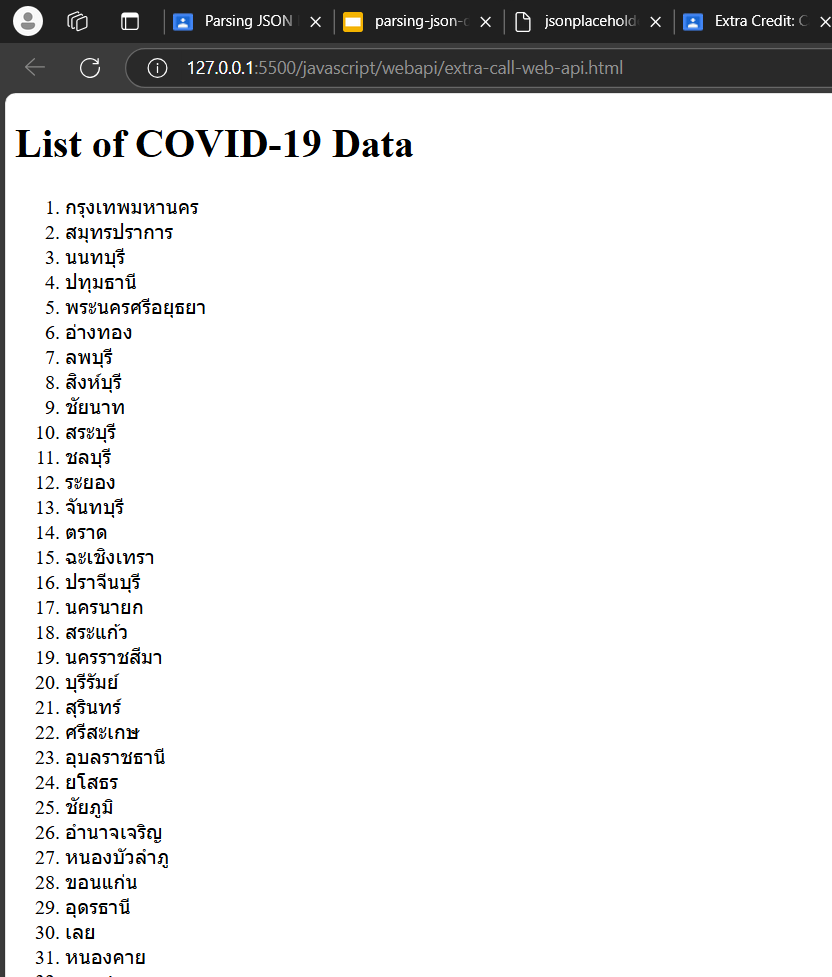 Parsing JSON
parsing-json-
jsonplacehold
Extra Credit: C
127.0.0.1:5500/javascript/webapi/extra-call-web-api.html
List of COVID-19 Data
1. กรุงเทพมหานคร
2. สมุทรปราการ
3. นนทบุรี
4. ปทุมธานี
5. พระนครศรีอยุธยา
6. อ่างทอง
7. ลพบุรี
8. สิงห์บุรี
9. ชัยนาท
10. สระบุรี
11. ชลบุรี
12. ระยอง
13. จันทบุรี
14. ตราด
15. ฉะเชิงเทรา
16. ปราจีนบุรี
17. นครนายก
18. สระแก้ว
19. นครราชสีมา
20. บุรีรัมย์
21. สุรินทร์
22. ศรีสะเกษ
23. อุบลราชธานี
24. ยโสธร
25. ชัยภูมิ
26. อำนาจเจริญ
27. หนองบัวลำภู
28. ขอนแก่น
29. อุดรธานี
30. เลย
31. หนองคาย